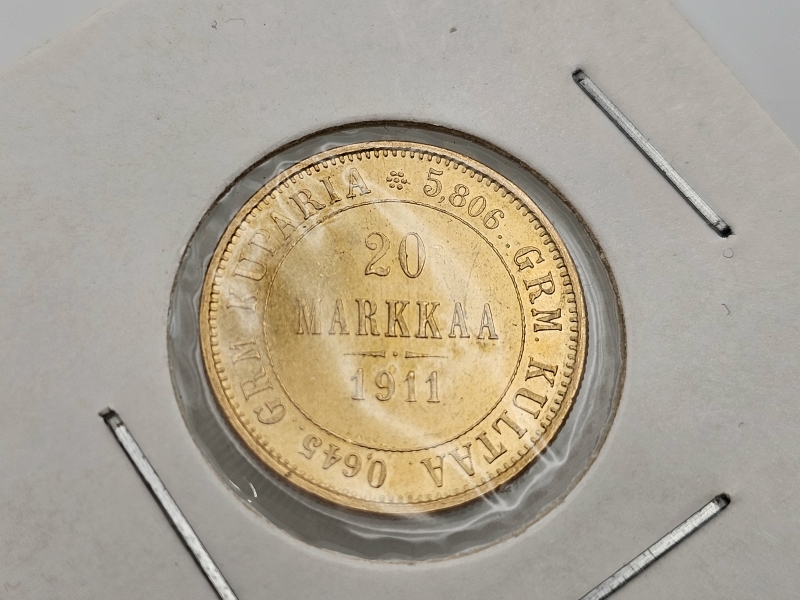 20
MARKKAA
1911
5,806.. GRM. KULTAA. 0,645. GRM KUPARIA